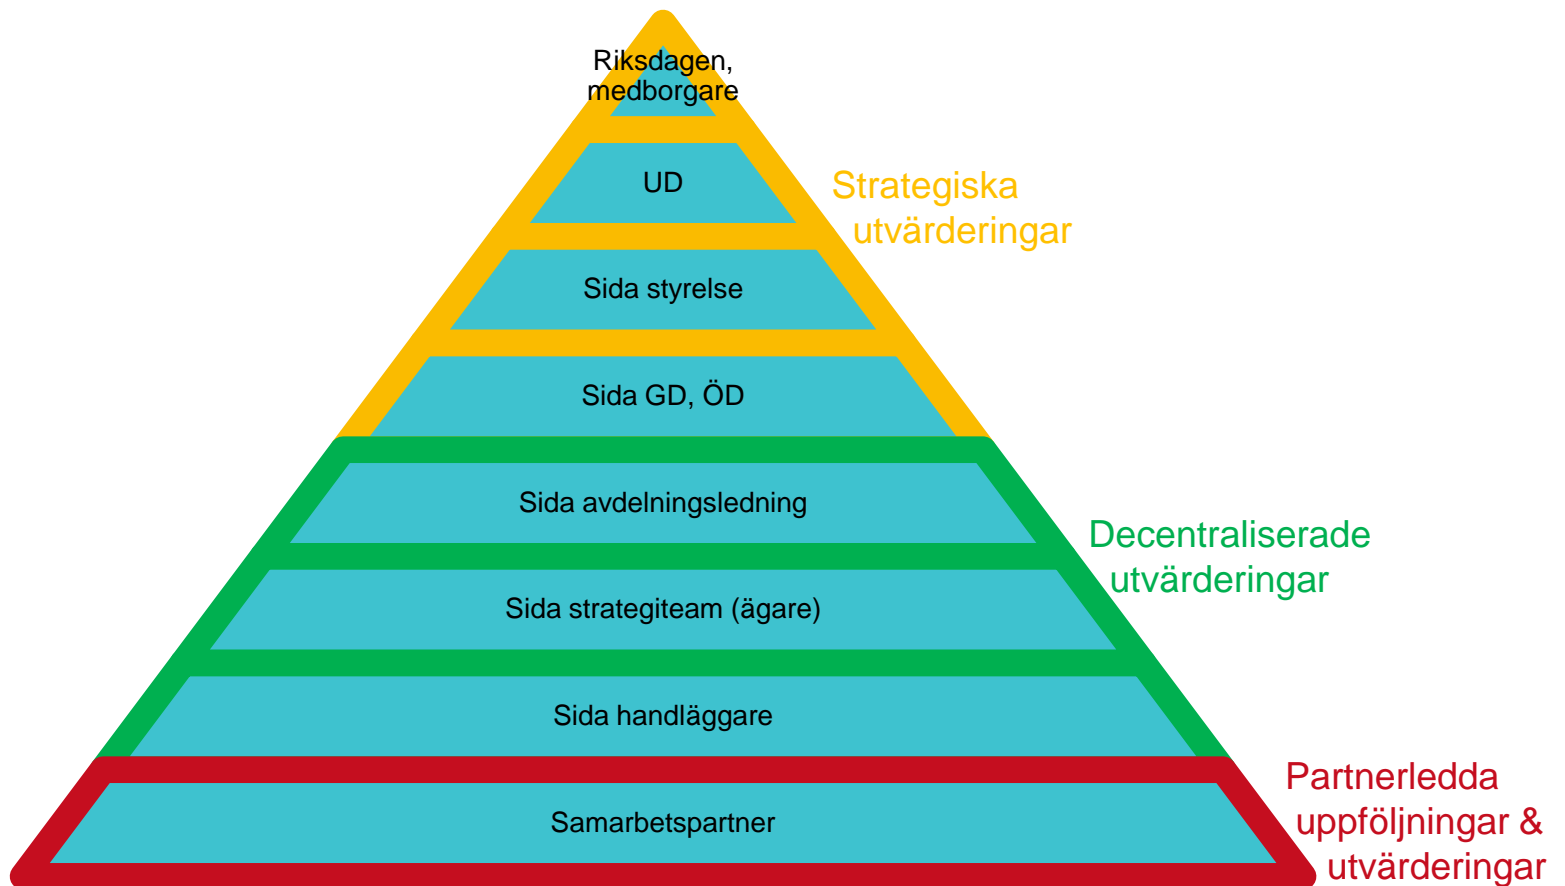 Riksdagen,
medborgare
UD
Strategiska
utvärderingar
Sida styrelse
Sida GD, ÖD
Sida avdelningsledning
Decentraliserade
utvärderingar
Sida strategiteam (ägare)
Sida handläggare
Partnerledda
uppföljningar &
utvärderingar
Samarbetspartner